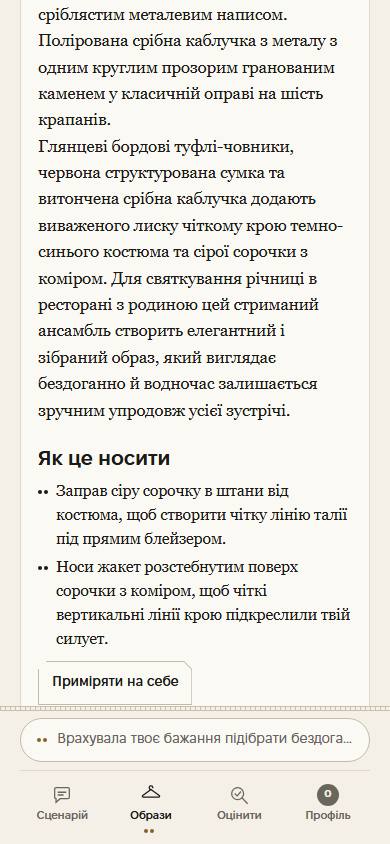 сріблястим металевим написом.
Полірована срібна каблучка з металу з
одним круглим прозорим гранованим
каменем у класичній оправі на шість
крапанів.
Глянцеві бордові туфлі-човники,
червона структурована сумка та
витончена срібна каблучка додають
виваженого лиску чіткому крою темно-
синього костюма та сірої сорочки з
коміром. Для святкування річниці в
ресторані з родиною цей стриманий
ансамбль створить елегантний і
зібраний образ, який виглядає
бездоганно й водночас залишається
зручним упродовж усієї зустрічі.
Як це носити
Заправ сіру сорочку в штани від
костюма, щоб створити чітку лінію талії
під прямим блейзером.
Носи жакет розстебнутим поверх
сорочки з коміром, щоб чіткі
вертикальні лінії крою підкреслили твій
силует.
Приміряти на себе
Врахувала твоє бажання підібрати бездога...
Сценарій
Образи
Оцінити
О
Профіль